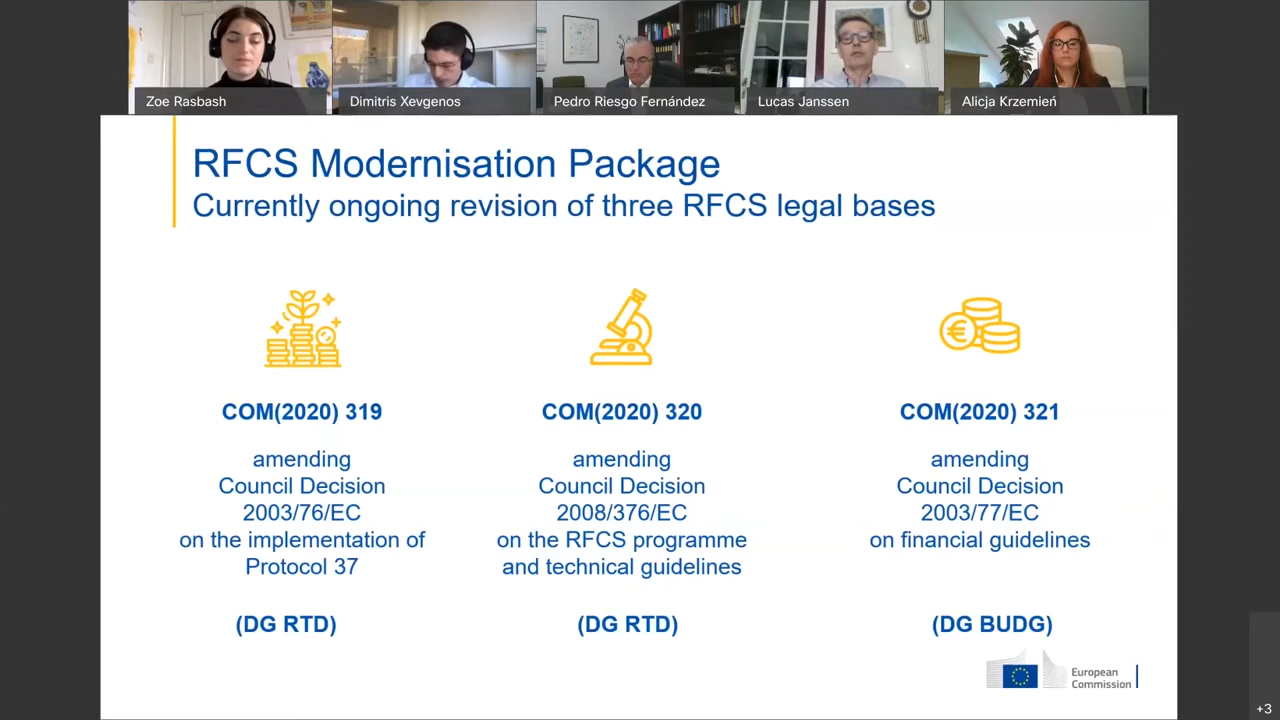 Zoe Rasbash
Dimitris Xevgenos
Pedro Riesgo Fernández
Lucas Janssen
Alicja Krzemień
RFCS Modernisation Package
Currently ongoing revision of three RFCS legal bases
COM(2020) 319
amending
Council Decision
2003/76/EC
on the implementation of
Protocol 37
(DG RTD)
COM(2020) 320
amending
Council Decision
2008/376/EC
on the RFCS programme
and technical guidelines
(DG RTD)
COM(2020) 321
amending
Council Decision
2003/77/EC
on financial guidelines
(DG BUDG)
European
Commission
+3